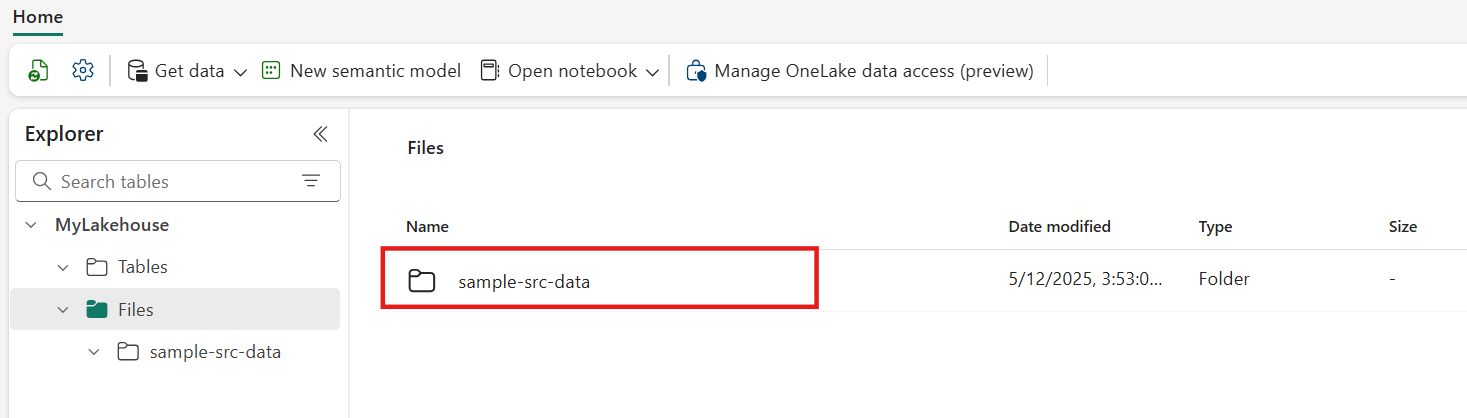 Home
Get data New semantic model Open notebook Manage OneLake data access (preview)
Explorer
Search tables
MyLakehouse
Tables
Files
sample-src-data
Files
Name Date modified Type Size
sample-src-data 5/12/2025, 3:53:0... Folder -